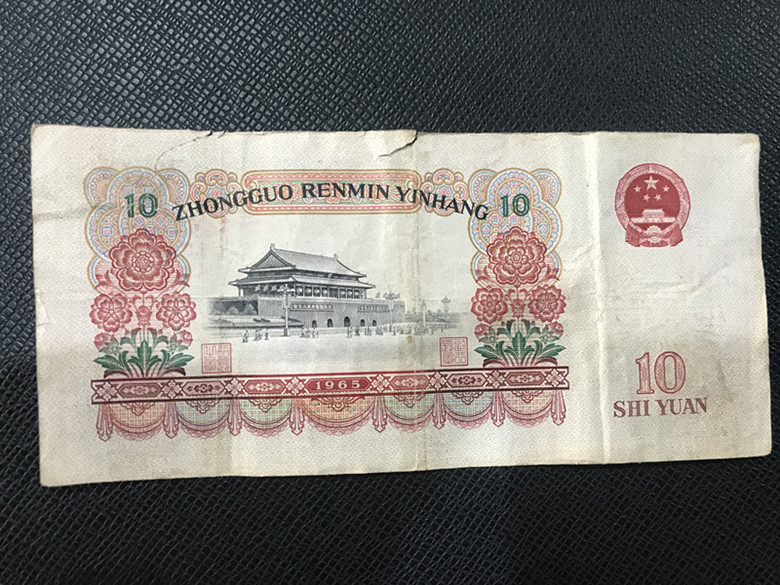 10 ZHONGGUO RENMIN YINHANG 10
1965
10
SHI YUAN